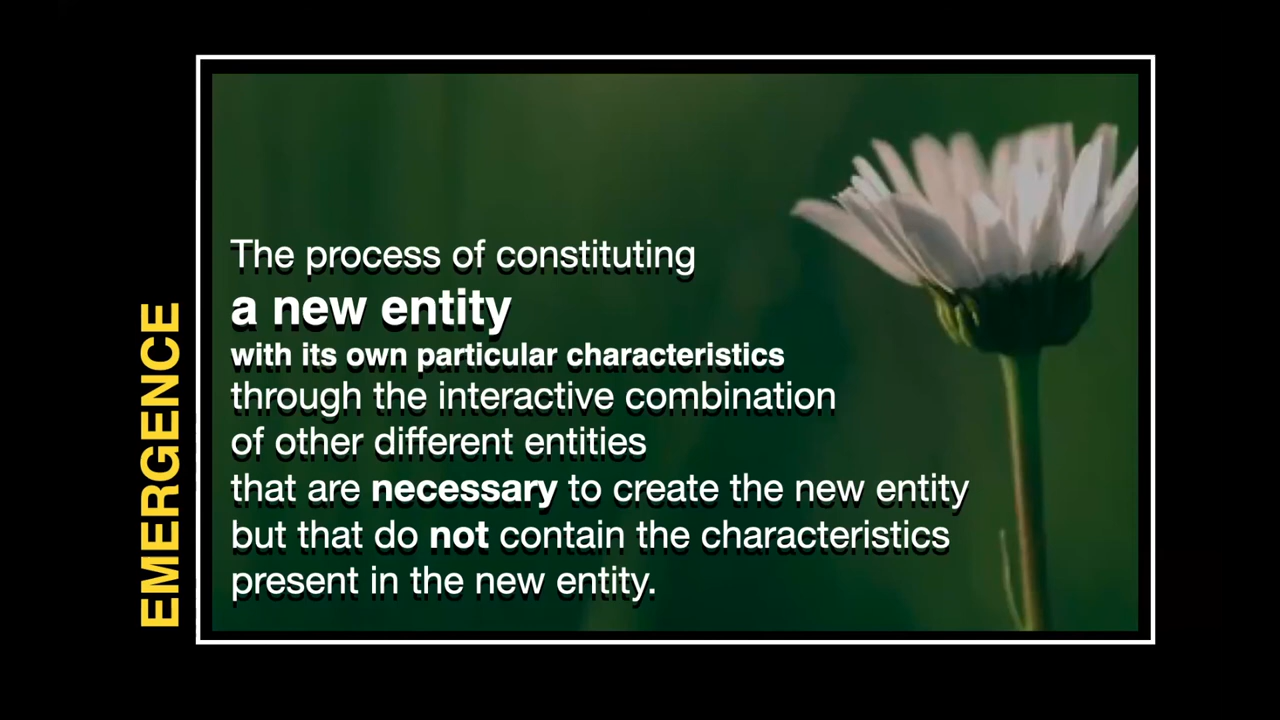 EMERGENCE
The process of constituting
a new entity
with its own particular characteristics
through the interactive combination
of other different entities
that are necessary to create the new entity
but that do not contain the characteristics
present in the new entity.